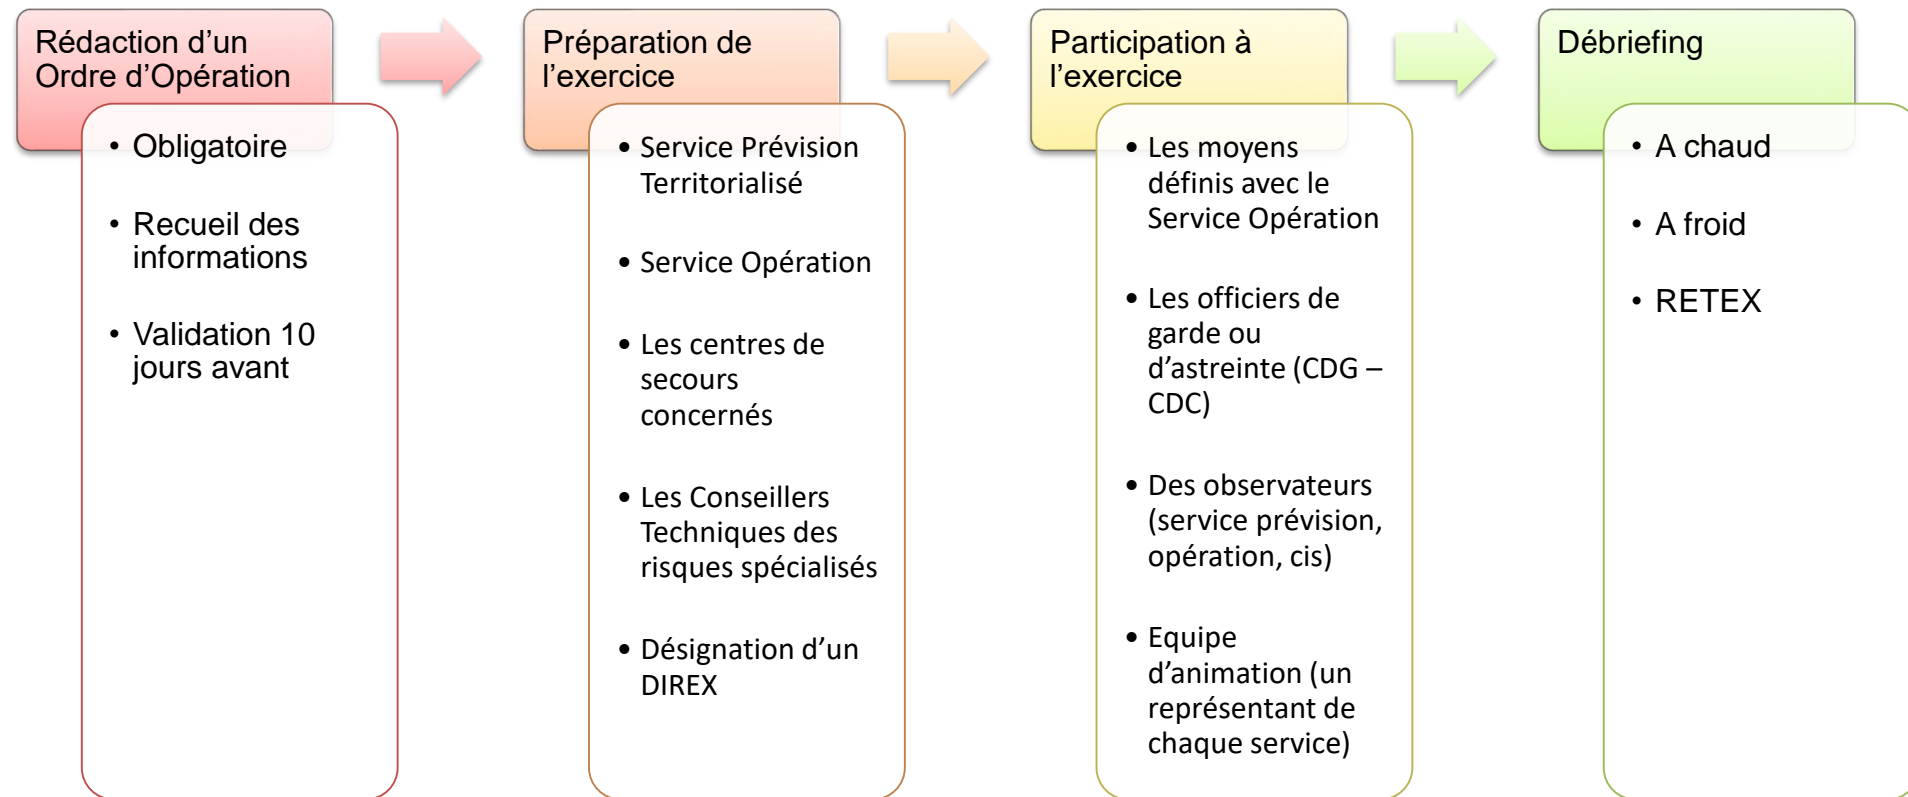 Rédaction d’un
Ordre d’Opération
• Obligatoire
• Recueil des
informations
• Validation 10
jours avant
Préparation de
l’exercice
• Service Prévision
Territorialisé
• Service Opération
• Les centres de
secours
concernés
• Les Conseillers
Techniques des
risques spécialisés
• Désignation d’un
DIREX
Participation à
l’exercice
• Les moyens
définis avec le
Service Opération
• Les officiers de
garde ou
d’astreinte (CDG –
CDC)
• Des observateurs
(service prévision,
opération, cis)
• Equipe
d’animation (un
représentant de
chaque service)
Débriefing
• A chaud
• A froid
• RETEX